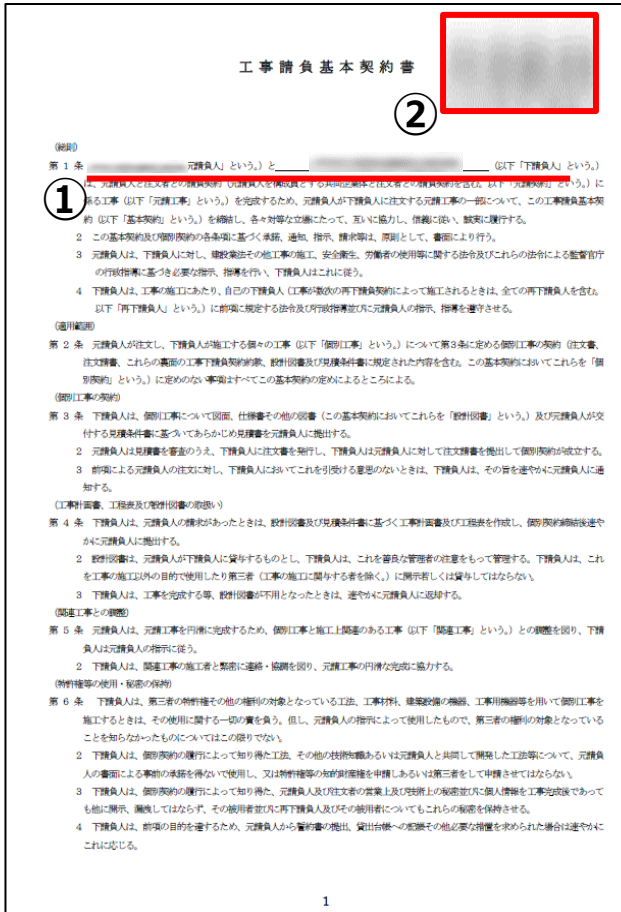 工事請負基本契約書
②
(総則)
第 1 条 元請負人」という。)と (以下「下請負人」という。)
①
は、元請負人と注文者との請負契約(元請負人を構成員とする共同企業体と注文者との請負契約を含む。以下「元請契約」という。)に
係る工事(以下「元請工事」という。)を完成するため、元請負人が下請負人に注文する元請工事の一部について、この工事請負基本契
約(以下「基本契約」という。)を締結し、各々対等な立場にたって、互いに協力し、信義に従い、誠実に履行する。
2 この基本契約及び個別契約の各条項に基づく承諾、通知、指示、請求等は、原則として、書面により行う。
3 元請負人は、下請負人に対し、建設業法その他工事の施工、安全衛生、労働者の使用等に関する法令及びこれらの法令による監督官庁
の行政指導に基づき必要な指示、指導を行い、下請負人はこれに従う。
4 下請負人は、工事の施工にあたり、自己の下請負人(工事が数次の再下請負契約によって施工されるときは、全ての再下請負人を含む。
以下「再下請負人」という。)に前項に規定する法令及び行政指導並びに元請負人の指示、指導を遵守させる。
(適用範囲)
第 2 条 元請負人が注文し、下請負人が施工する個々の工事(以下「個別工事」という。)について第3条に定める個別工事の契約(注文書、
注文請書、これらの裏面の工事下請負契約約款、設計図書及び見積条件書に規定された内容を含む。この基本契約においてこれらを「個
別契約」という。)に定めのない事項はすべてこの基本契約の定めによるところによる。
(個別工事の契約)
第 3 条 下請負人は、個別工事について図面、仕様書その他の図書(この基本契約においてこれらを「設計図書」という。)及び元請負人が交
付する見積条件書に基づいてあらかじめ見積書を元請負人に提出する。
2 元請負人は見積書を審査のうえ、下請負人に注文書を発行し、下請負人は元請負人に対して注文請書を提出して個別契約が成立する。
3 前項による元請負人の注文に対し、下請負人においてこれを引受ける意思のないときは、下請負人は、その旨を速やかに元請負人に通
知する。
(工事計画書、工程表及び設計図書の取扱い)
第 4 条 下請負人は、元請負人の請求があったときは、設計図書及び見積条件書に基づく工事計画書及び工程表を作成し、個別契約締結後速や
かに元請負人に提出する。
2 設計図書は、元請負人が下請負人に貸与するものとし、下請負人は、これを善良な管理者の注意をもって管理する。下請負人は、これ
を工事の施工以外の目的で使用したり第三者(工事の施工に関与する者を除く。)に開示若しくは貸与してはならない。
3 下請負人は、工事を完成する等、設計図書が不用となったときは、速やかに元請負人に返却する。
(関連工事との調整)
第 5 条 元請負人は、元請工事を円滑に完成するため、個別工事と施工上関連のある工事(以下「関連工事」という。)との調整を図り、下請
負人は元請負人の指示に従う。
2 下請負人は、関連工事の施工者と緊密に連絡・協調を図り、元請工事の円滑な完成に協力する。
(特許権等の使用・秘密の保持)
第 6 条 下請負人は、第三者の特許権その他の権利の対象となっている工法、工事材料、建築設備の機器、工事用機器等を用いて個別工事を
施工するときは、その使用に関する一切の責を負う。但し、元請負人の指示によって使用したもので、第三者の権利の対象となっている
ことを知らなかったものについてはこの限りでない。
2 下請負人は、個別契約の履行によって知り得た工法、その他の技術知識あるいは元請負人と共同して開発した工法等について、元請負
人の書面による事前の承諾を得ないで使用し、又は特許権等の知的財産権を申請しあるいは第三者をして申請させてはならない。
3 下請負人は、個別契約の履行によって知り得た、元請負人及び注文者の営業上及び技術上の秘密並びに個人情報を工事完成後であって
も他に開示、漏洩してはならず、その被用者並びに再下請負人及びその被用者についてもこれらの秘密を保持させる。
4 下請負人は、前項の目的を達するため、元請負人から誓約書の提出、貸出台帳への記帳その他必要な措置を求められた場合は速やかに
これに応じる。
1